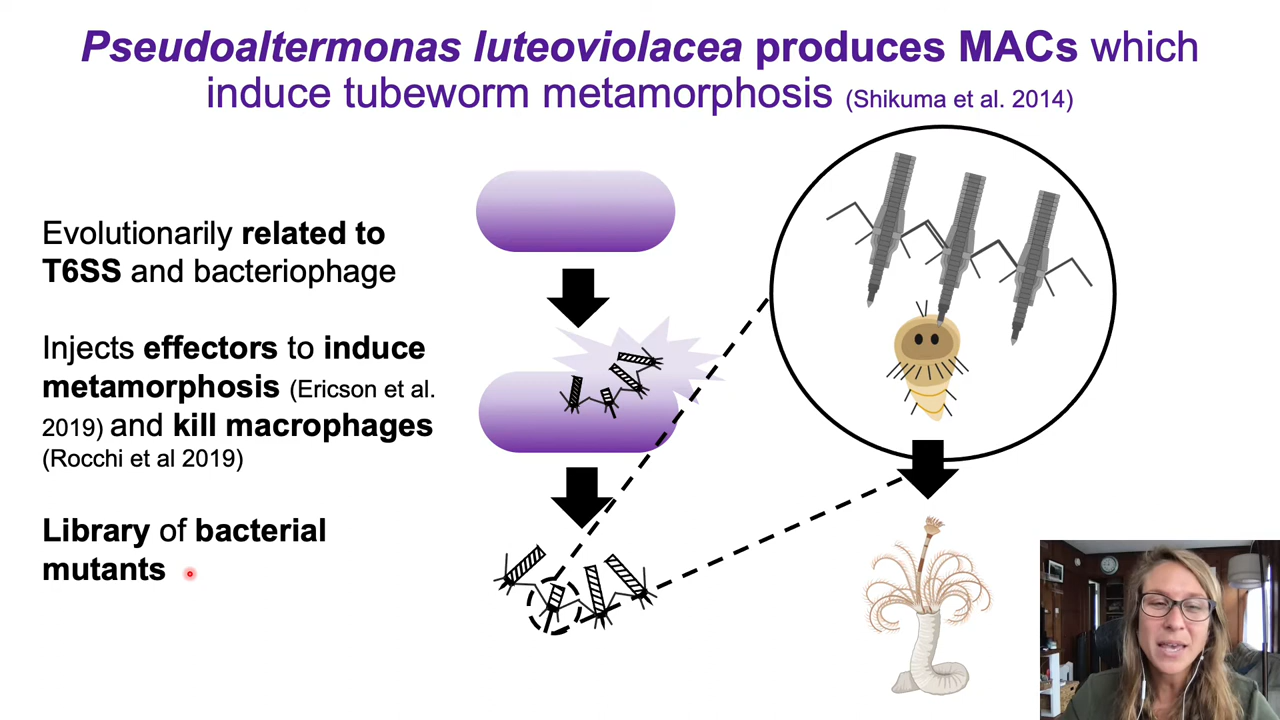 Pseudoaltermonas luteoviolacea produces MACs which
induce tubeworm metamorphosis (Shikuma et al. 2014)
Evolutionarily related to
T6SS and bacteriophage
Injects effectors to induce
metamorphosis (Ericson et al.
2019) and kill macrophages
(Rocchi et al 2019)
Library of bacterial
mutants